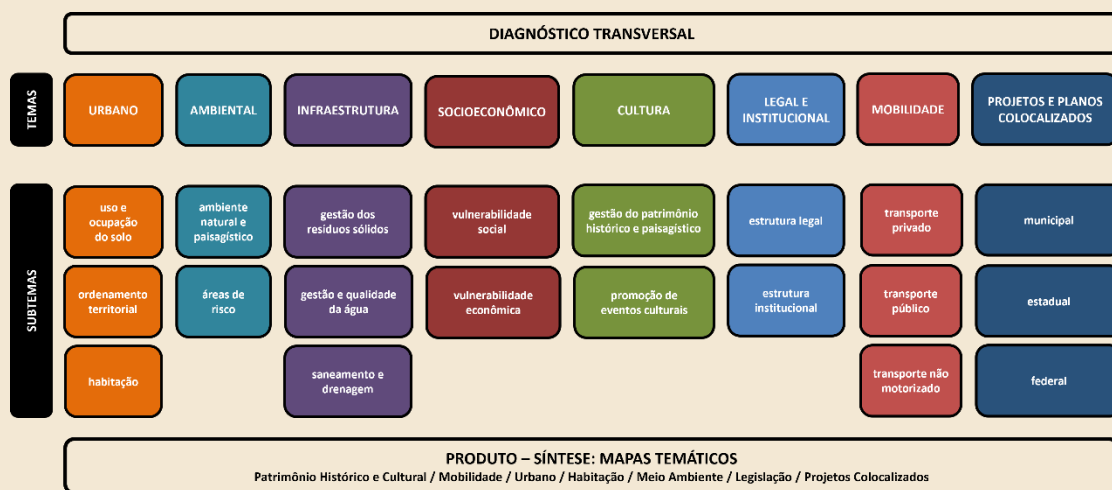 DIAGNÓSTICO TRANSVERSAL
TEMAS
URBANO
AMBIENTAL
INFRAESTRUTURA
SOCIOECONÔMICO
CULTURA
LEGAL E
INSTITUCIONAL
MOBILIDADE
PROJETOS E PLANOS
COLOCALIZADOS
SUBTEMAS
uso e
ocupação
do solo
ambiente
natural e
paisagístico
gestão dos
resíduos sólidos
vulnerabilidade
social
gestão do patrimônio
histórico e paisagístico
estrutura legal
transporte
privado
municipal
ordenamento
territorial
áreas de
risco
gestão e qualidade
da água
vulnerabilidade
econômica
promoção de
eventos culturais
estrutura
institucional
transporte
público
estadual
habitação
saneamento e
drenagem
transporte não
motorizado
federal
PRODUTO – SÍNTESE: MAPAS TEMÁTICOS
Patrimônio Histórico e Cultural / Mobilidade / Urbano / Habitação / Meio Ambiente / Legislação / Projetos Colocalizados